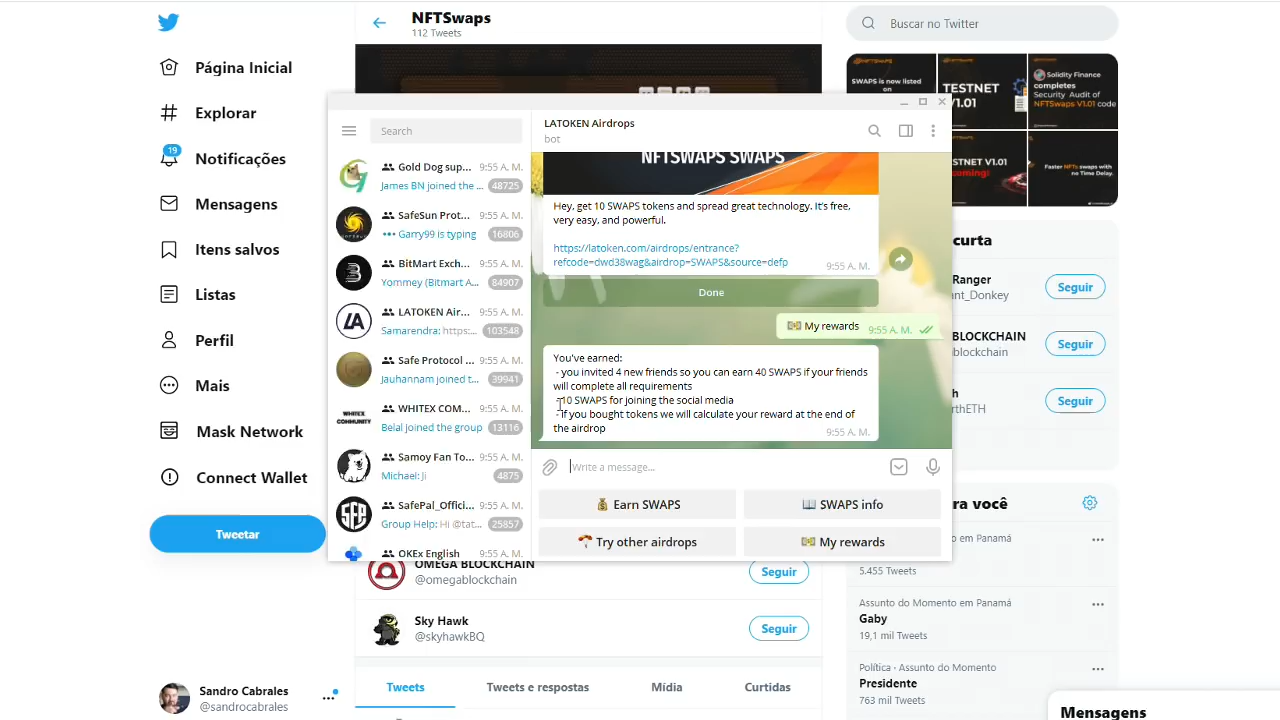 NFTSwaps
112 Tweets
Buscar no Twitter
Página Inicial
Explorar
19
Notificações
Mensagens
Itens salvos
Listas
Perfil
Mais
Mask Network
Connect Wallet
Tweetar
Sandro Cabrales
@sandrocabrales
Search
Gold Dog sup... 9:55 A. M.
James BN joined the ... 48725
SafeSun Prot... 9:55 A. M.
Garry99 is typing 16806
BitMart Exch... 9:55 A. M.
Yommey (Bitmart A... 84907
LATOKEN Air... 9:55 A. M.
Samarendra: https:... 103548
Safe Protocol ... 9:55 A. M.
Jauhannam joined t... 39941
WHITEX COMMUNITY
WHITEX COM... 9:55 A. M.
Belal joined the group 13116
Samoy Fan To... 9:55 A. M.
Michael: Ji 4875
SFP
SafePal_Offici... 9:55 A. M.
Group Help: Hi @tat... 25857
OKEx English 9:55 A. M.
LATOKEN Airdrops
bot
NFTSWAPS SWAPS
Hey, get 10 SWAPS tokens and spread great technology. It's free,
very easy, and powerful.
https://latoken.com/airdrops/entrance?
refcode=dwd38wag&airdrop=SWAPS&source=defp
9:55 A. M.
Done
My rewards 9:55 A. M.
You've earned:
- you invited 4 new friends so you can earn 40 SWAPS if your friends
will complete all requirements
- 10 SWAPS for joining the social media
- if you bought tokens we will calculate your reward at the end of
the airdrop
9:55 A. M.
Write a message...
Earn SWAPS
SWAPS info
Try other airdrops
My rewards
OMEGA BLOCKCHAIN
@omegablockchain
Seguir
Sky Hawk
@skyhawkBQ
Seguir
Tweets
Tweets e respostas
Mídia
Curtidas
SWAPS is now listed
on
TESTNET
V1.01
Solidity Finance
completes
Security Audit of
NFTSwaps V1.01 code
STNET V1.01
coming!
Faster NFTs swaps with
no Time Delay.
curta
Ranger
ant_Donkey
Seguir
BLOCKCHAIN
blockchain
Seguir
h
rthETH
Seguir
ra você
em Panamá
5.455 Tweets
Assunto do Momento em Panamá
Gaby
19,1 mil Tweets
Política · Assunto do Momento
Presidente
763 mil Tweets
Mensagens